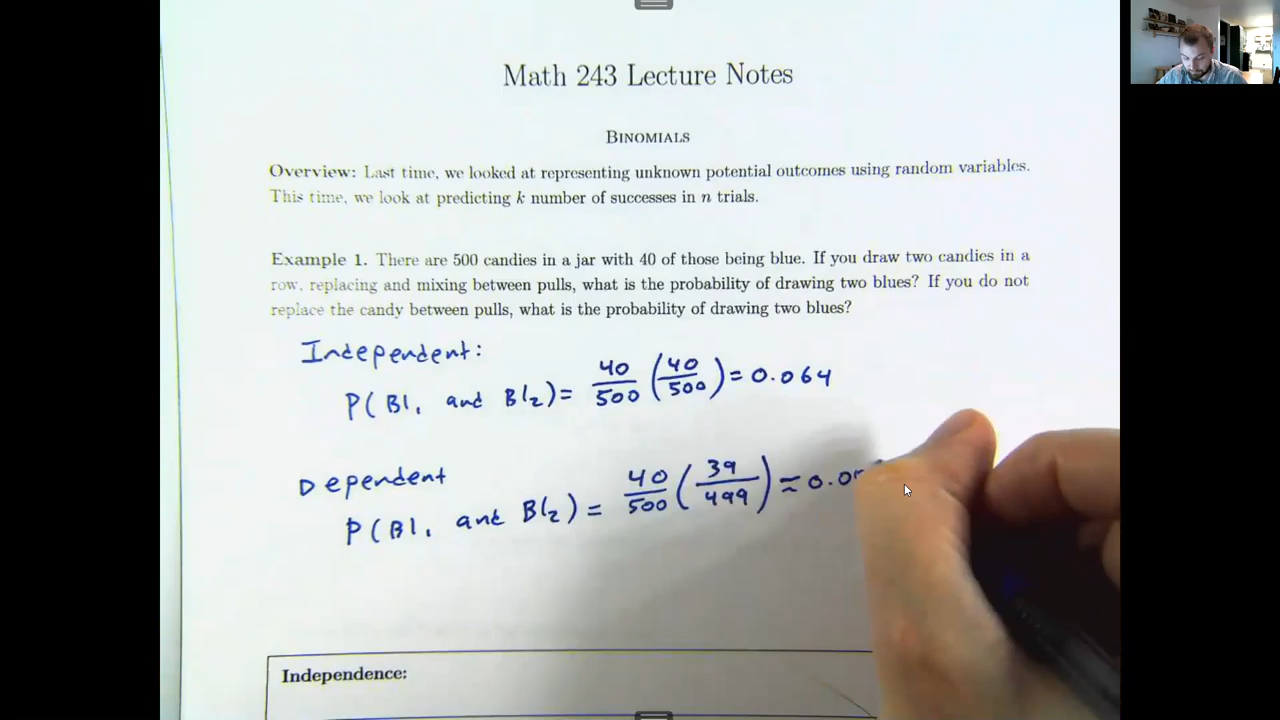 Math 243 Lecture Notes
BINOMIALS
Overview: Last time, we looked at representing unknown potential outcomes using random variables.
This time, we look at predicting k number of successes in n trials.
Example 1. There are 500 candies in a jar with 40 of those being blue. If you draw two candies in a
row, replacing and mixing between pulls, what is the probability of drawing two blues? If you do not
replace the candy between pulls, what is the probability of drawing two blues?
Independent:
P(Bl₁ and Bl₂) = 40/500 (40/500) = 0.064
Dependent
P(Bl₁ and Bl₂) = 40/500 (39/499) ≈ 0.0
Independence: